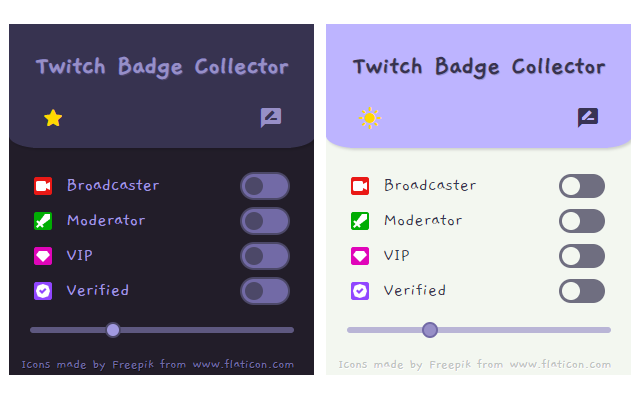 Twitch Badge Collector
Broadcaster
Moderator
VIP
Verified
Icons made by Freepik from www.flaticon.com
Twitch Badge Collector
Broadcaster
Moderator
VIP
Verified
Icons made by Freepik from www.flaticon.com